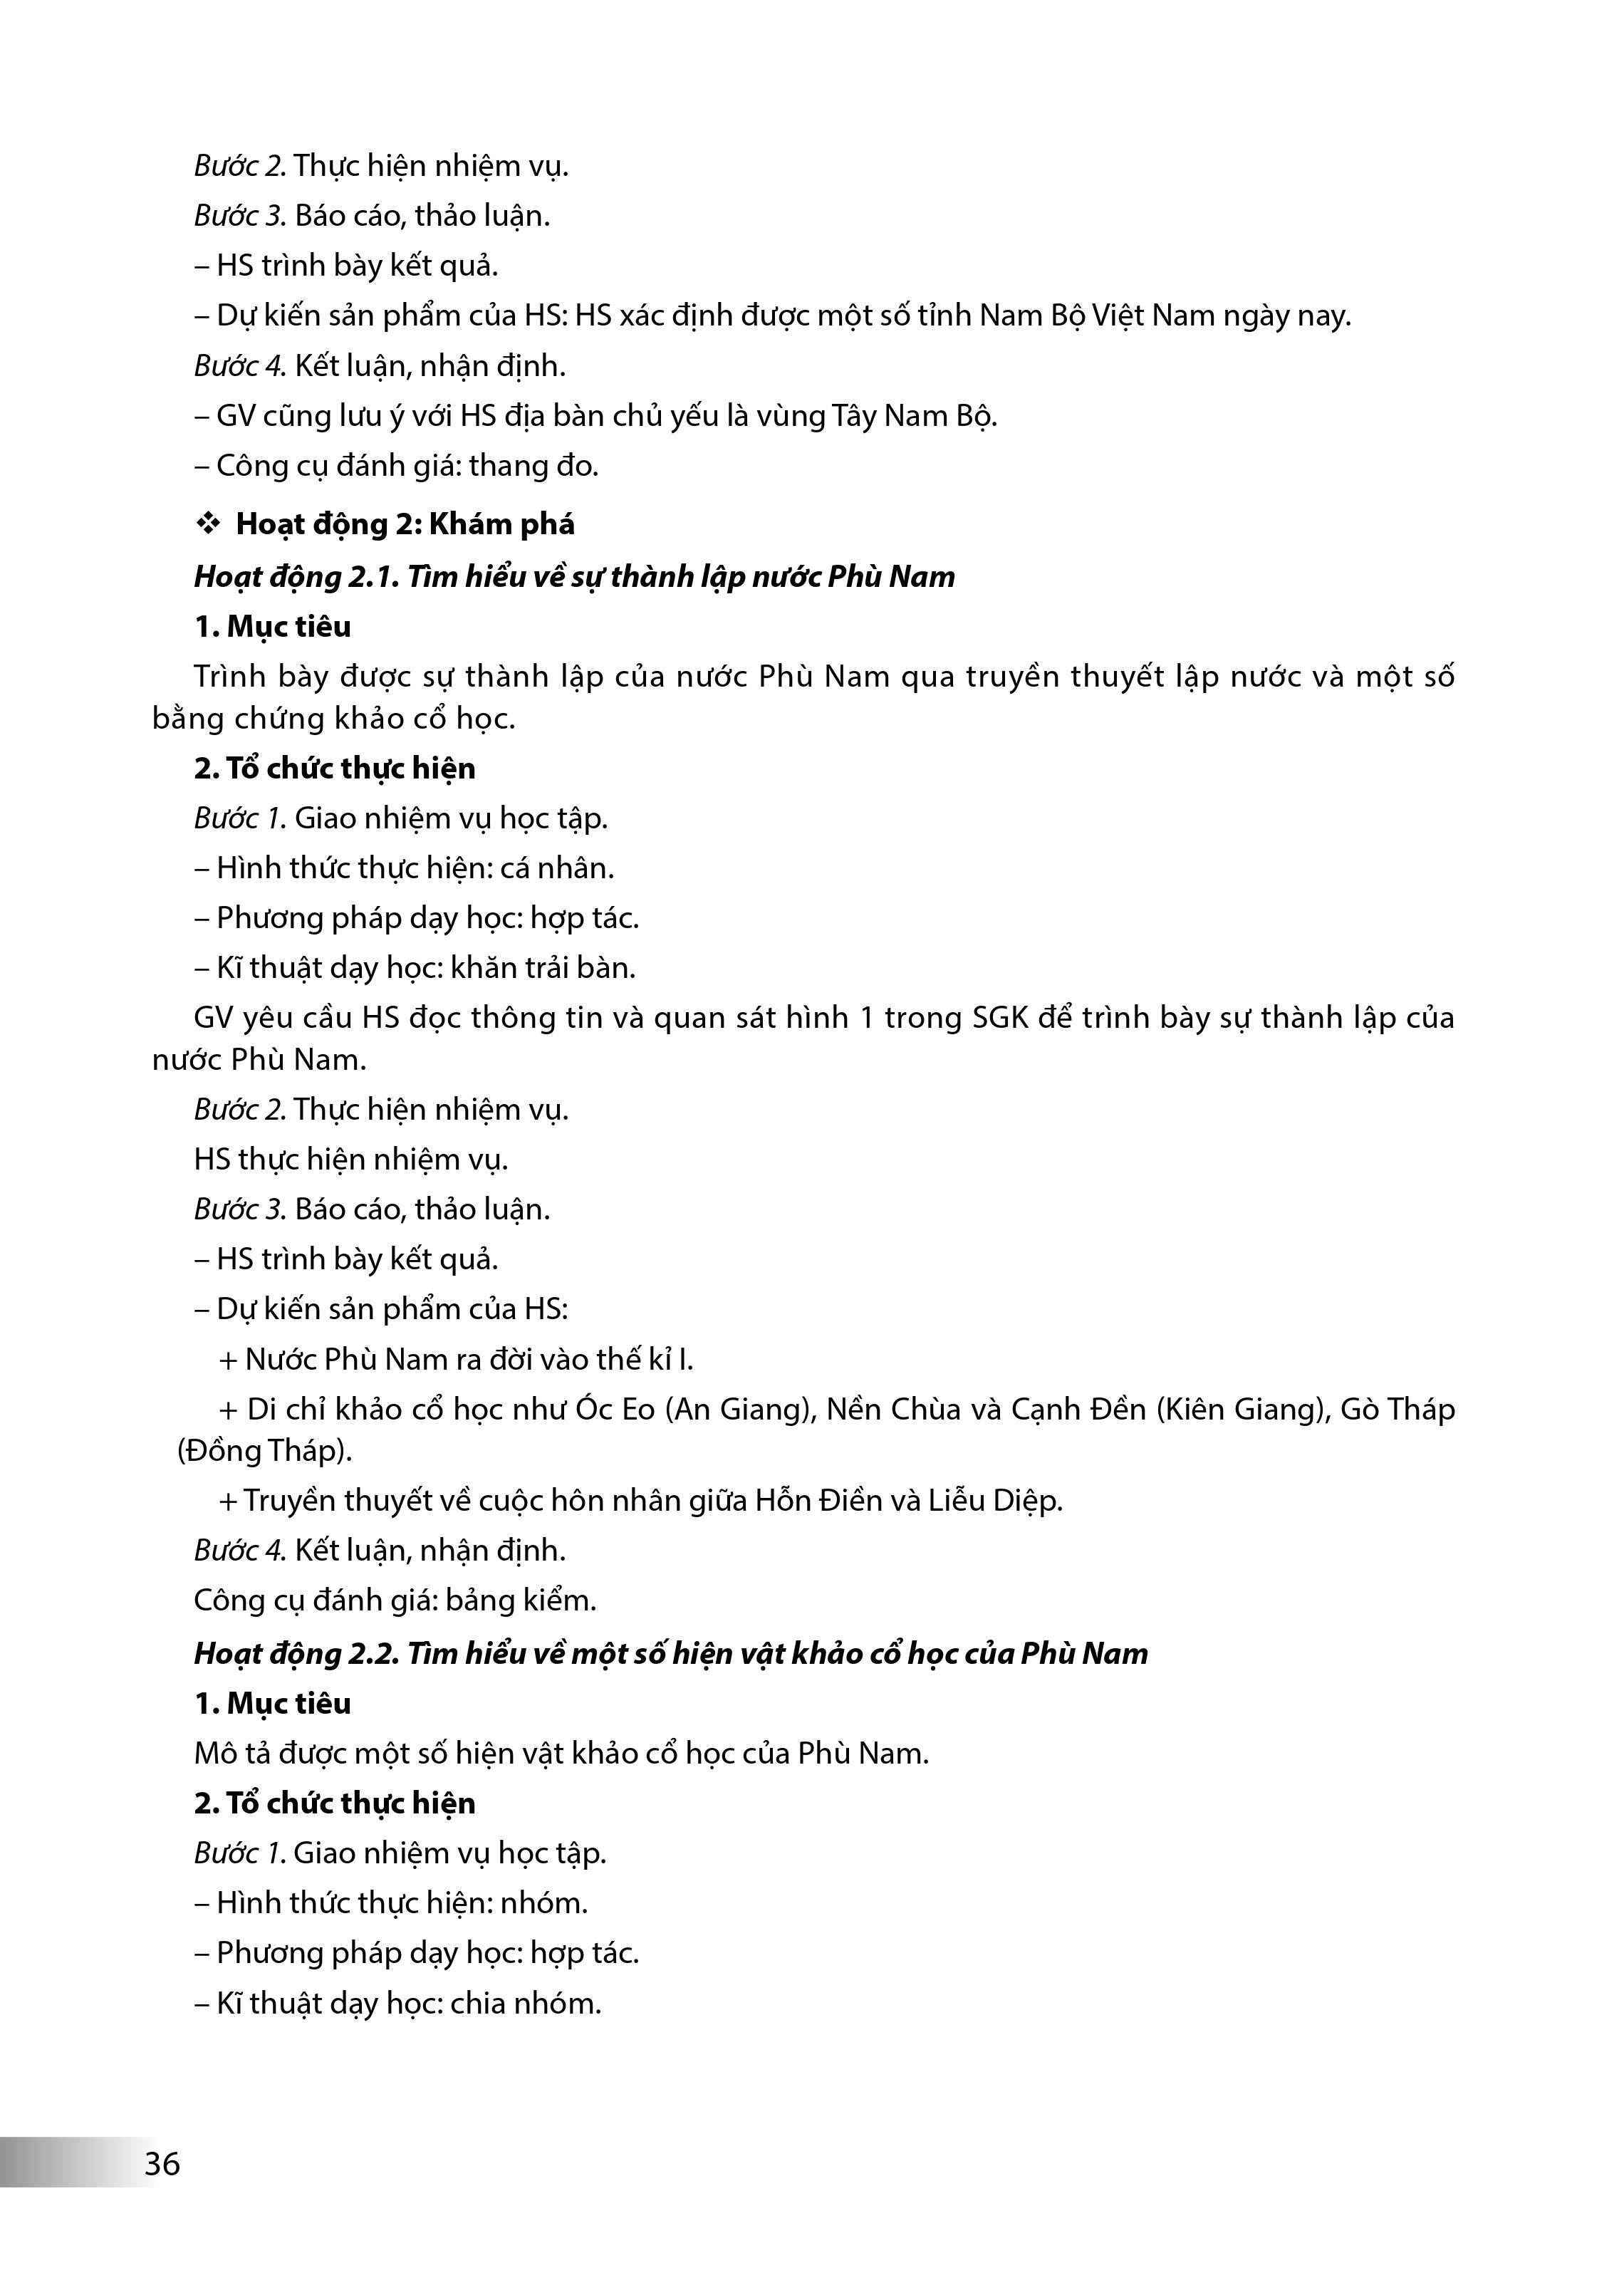 Bước 2. Thực hiện nhiệm vụ.
Bước 3. Báo cáo, thảo luận.
– HS trình bày kết quả.
– Dự kiến sản phẩm của HS: HS xác định được một số tỉnh Nam Bộ Việt Nam ngày nay.
Bước 4. Kết luận, nhận định.
– GV cũng lưu ý với HS địa bàn chủ yếu là vùng Tây Nam Bộ.
– Công cụ đánh giá: thang đo.
❖ Hoạt động 2: Khám phá
Hoạt động 2.1. Tìm hiểu về sự thành lập nước Phù Nam
1. Mục tiêu
Trình bày được sự thành lập của nước Phù Nam qua truyền thuyết lập nước và một số
bằng chứng khảo cổ học.
2. Tổ chức thực hiện
Bước 1. Giao nhiệm vụ học tập.
– Hình thức thực hiện: cá nhân.
– Phương pháp dạy học: hợp tác.
– Kĩ thuật dạy học: khăn trải bàn.
GV yêu cầu HS đọc thông tin và quan sát hình 1 trong SGK để trình bày sự thành lập của
nước Phù Nam.
Bước 2. Thực hiện nhiệm vụ.
HS thực hiện nhiệm vụ.
Bước 3. Báo cáo, thảo luận.
– HS trình bày kết quả.
– Dự kiến sản phẩm của HS:
+ Nước Phù Nam ra đời vào thế kỉ I.
+ Di chỉ khảo cổ học như Óc Eo (An Giang), Nền Chùa và Cạnh Đền (Kiên Giang), Gò Tháp
(Đồng Tháp).
+ Truyền thuyết về cuộc hôn nhân giữa Hỗn Điền và Liễu Diệp.
Bước 4. Kết luận, nhận định.
Công cụ đánh giá: bảng kiểm.
Hoạt động 2.2. Tìm hiểu về một số hiện vật khảo cổ học của Phù Nam
1. Mục tiêu
Mô tả được một số hiện vật khảo cổ học của Phù Nam.
2. Tổ chức thực hiện
Bước 1. Giao nhiệm vụ học tập.
– Hình thức thực hiện: nhóm.
– Phương pháp dạy học: hợp tác.
– Kĩ thuật dạy học: chia nhóm.
36